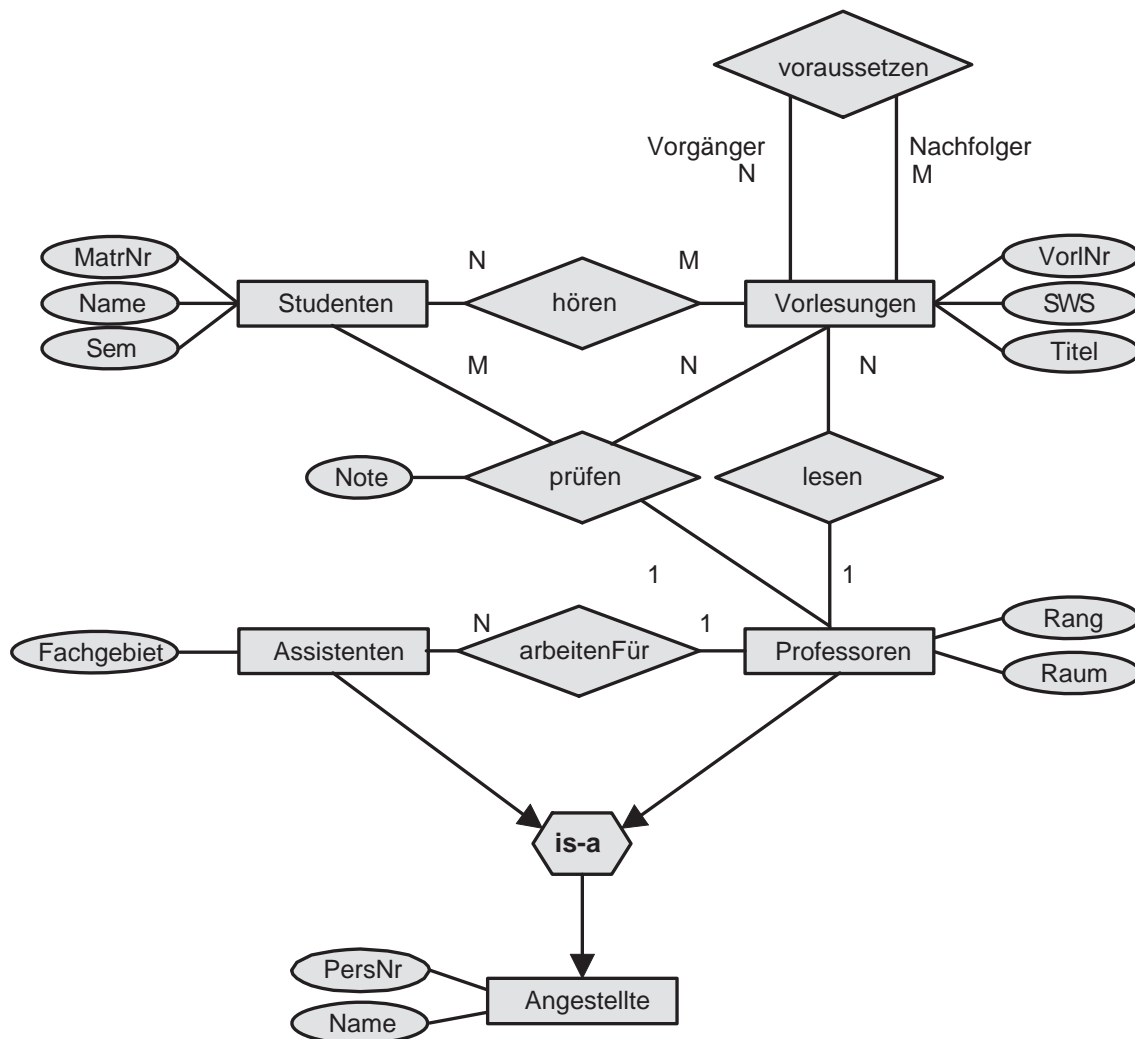 voraussetzen
Vorgänger
N
Nachfolger
M
MatrNr
Name
Sem
Studenten
N
hören
M
Vorlesungen
VorlNr
SWS
Titel
M
N
N
Note
prüfen
lesen
1
1
Fachgebiet
Assistenten
N
arbeitenFür
1
Professoren
Rang
Raum
is-a
PersNr
Name
Angestellte